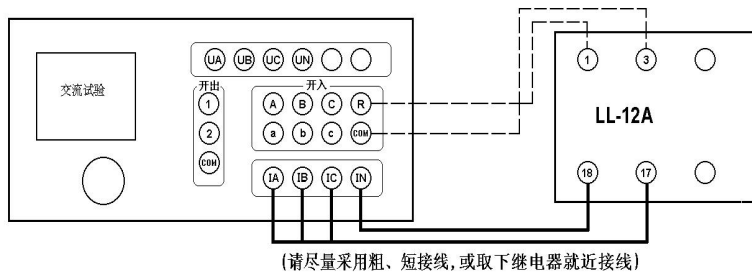 UA UB UC UN
1 3
交流试验
开出 开入
1 A B C R
LL-12A
2 a b c COM
COM
IA IB IC IN
18 17
(请尽量采用粗、短接线,或取下继电器就近接线)